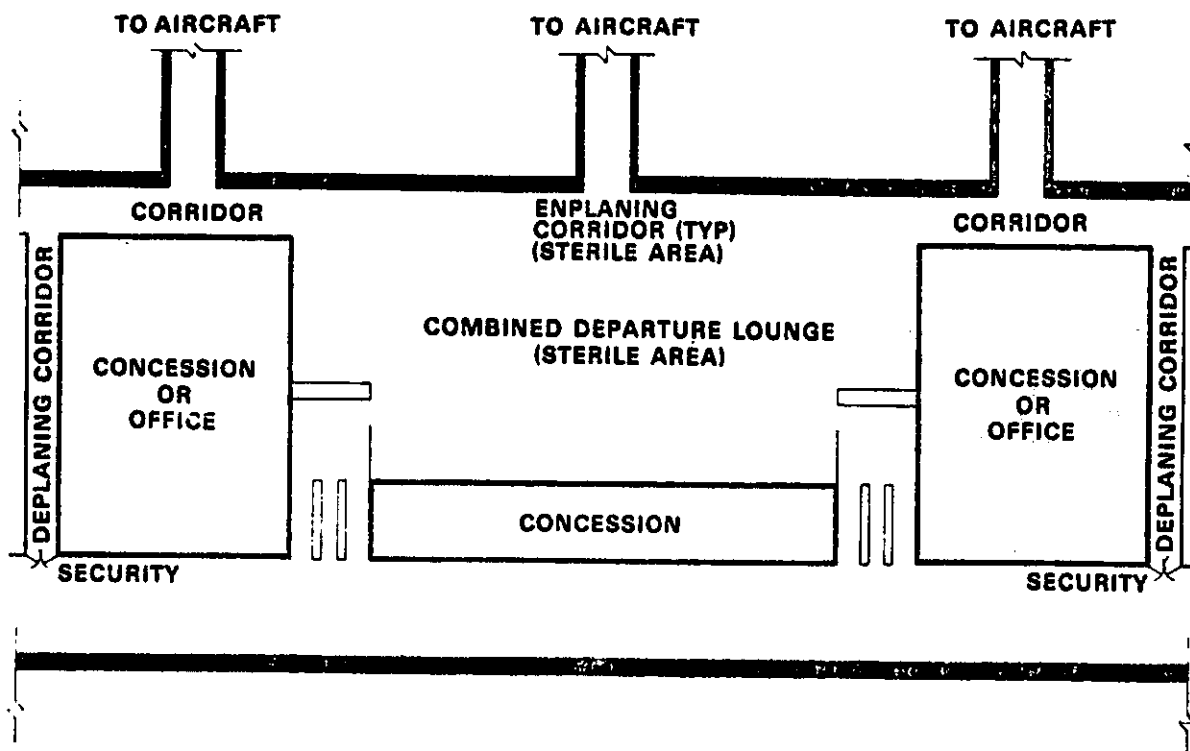 TO AIRCRAFT
TO AIRCRAFT
TO AIRCRAFT
CORRIDOR
ENPLANING
CORRIDOR (TYP)
(STERILE AREA)
CORRIDOR
DEPLANING CORRIDOR
CONCESSION
OR
OFFICE
COMBINED DEPARTURE LOUNGE
(STERILE AREA)
CONCESSION
OR
OFFICE
DEPLANING CORRIDOR
CONCESSION
SECURITY
SECURITY